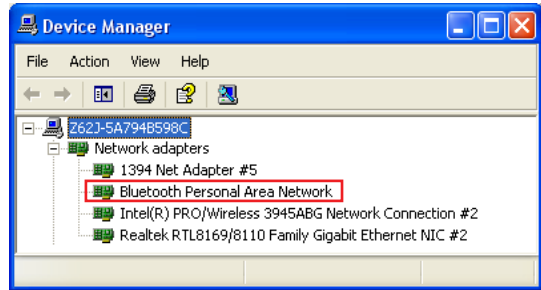 Device Manager
File Action View Help
Z62J-5A794B598C
Network adapters
1394 Net Adapter #5
Bluetooth Personal Area Network
Intel(R) PRO/Wireless 3945ABG Network Connection #2
Realtek RTL8169/8110 Family Gigabit Ethernet NIC #2